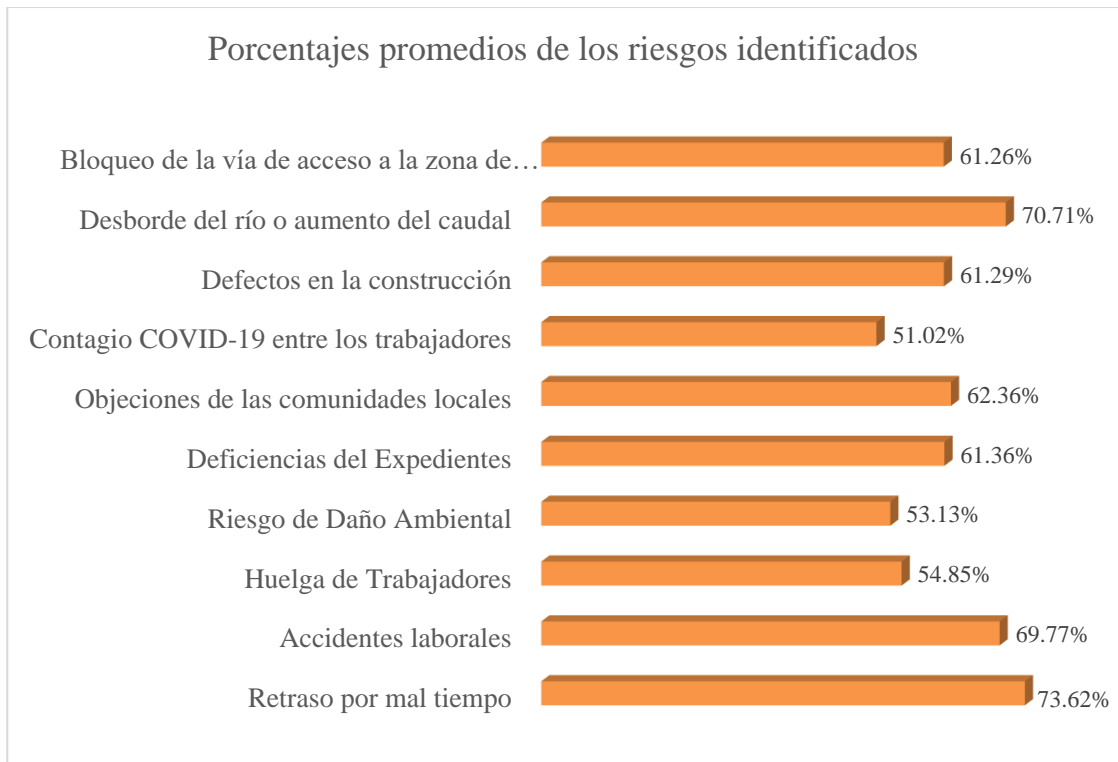 Porcentajes promedios de los riesgos identificados
Bloqueo de la vía de acceso a la zona de… 61.26%
Desborde del río o aumento del caudal 70.71%
Defectos en la construcción 61.29%
Contagio COVID-19 entre los trabajadores 51.02%
Objeciones de las comunidades locales 62.36%
Deficiencias del Expedientes 61.36%
Riesgo de Daño Ambiental 53.13%
Huelga de Trabajadores 54.85%
Accidentes laborales 69.77%
Retraso por mal tiempo 73.62%